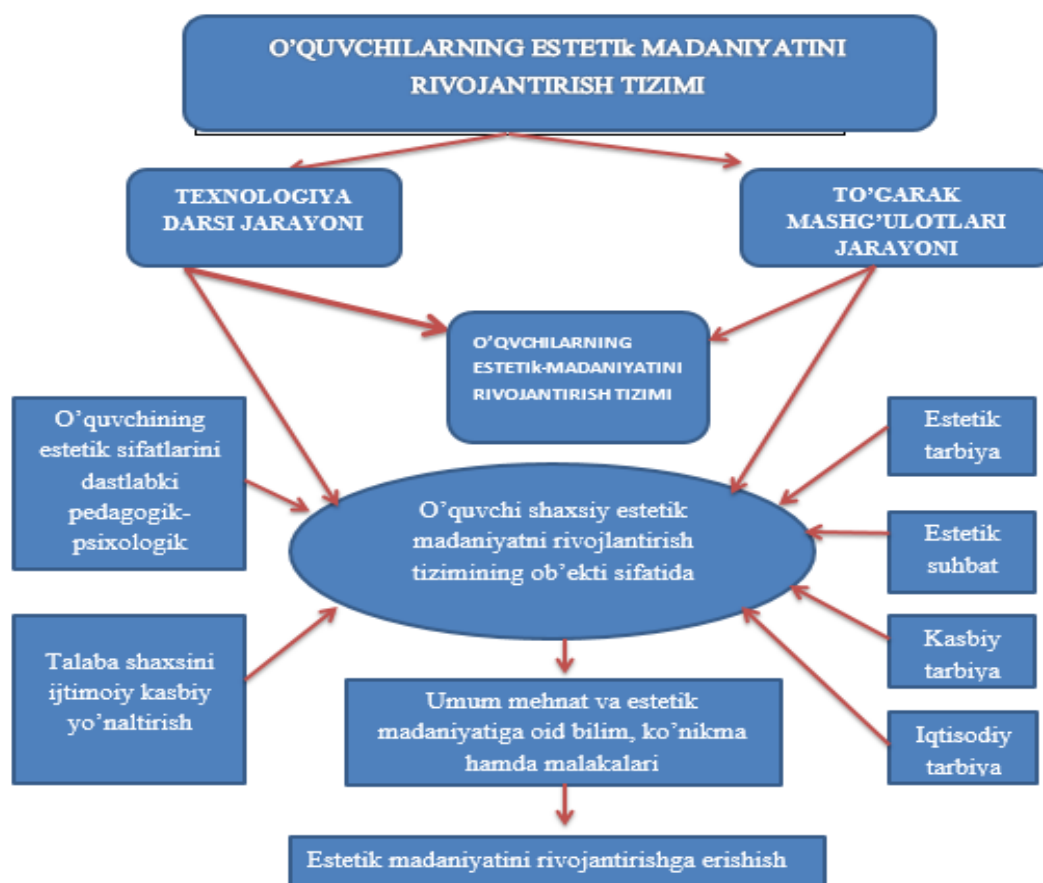 O’QUVCHILARNING ESTETIk MADANIYATINI
RIVOJANTIRISH TIZIMI
TEXNOLOGIYA
DARSI JARAYONI
TO’GARAK
MASHG’ULOTLARI
JARAYONI
O’QVCHILARNING
ESTETIk-MADANIYATINI
RIVOJANTIRISH TIZIMI
O’quvchining
estetik sifatlarini
dastlabki
pedagogik-
psixologik
Estetik
tarbiya
O’quvchi shaxsiy estetik
madaniyatni rivojlantirish
tizimining ob’ekti sifatida
Estetik
suhbat
Talaba shaxsini
ijtimoiy kasbiy
yo’naltirish
Kasbiy
tarbiya
Umum mehnat va estetik
madaniyatiga oid bilim, ko’nikma
hamda malakalari
Iqtisodiy
tarbiya
Estetik madaniyatini rivojantirishga erishish